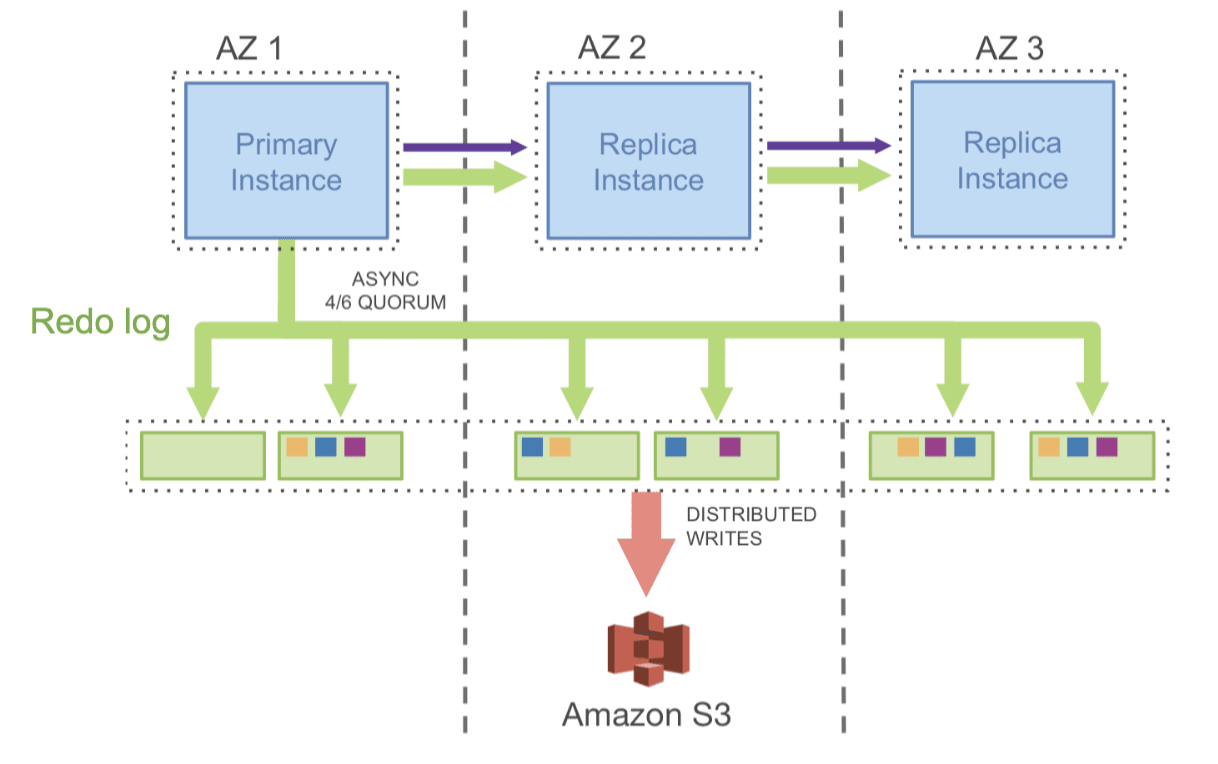 AZ 1
AZ 2
AZ 3
Primary
Instance
Replica
Instance
Replica
Instance
ASYNC
4/6 QUORUM
Redo log
DISTRIBUTED
WRITES
Amazon S3